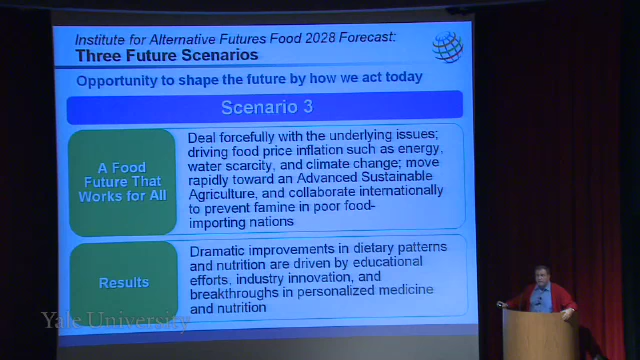 Institute for Alternative Futures Food 2028 Forecast:
Three Future Scenarios
Opportunity to shape the future by how we act today
Scenario 3
A Food
Future That
Works for All
Deal forcefully with the underlying issues;
driving food price inflation such as energy,
water scarcity, and climate change; move
rapidly toward an Advanced Sustainable
Agriculture, and collaborate internationally
to prevent famine in poor food-
importing nations
Results
Dramatic improvements in dietary patterns
and nutrition are driven by educational
efforts, industry innovation, and
breakthroughs in personalized medicine
and nutrition
Yale University